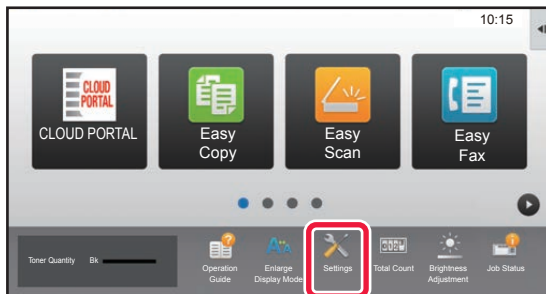 10:15
CLOUD
PORTAL
CLOUD PORTAL
Easy
Copy
Easy
Scan
Easy
Fax
Toner Quantity Bk
Operation
Guide
Enlarge
Display Mode
Settings
Total Count
Brightness
Adjustment
Job Status